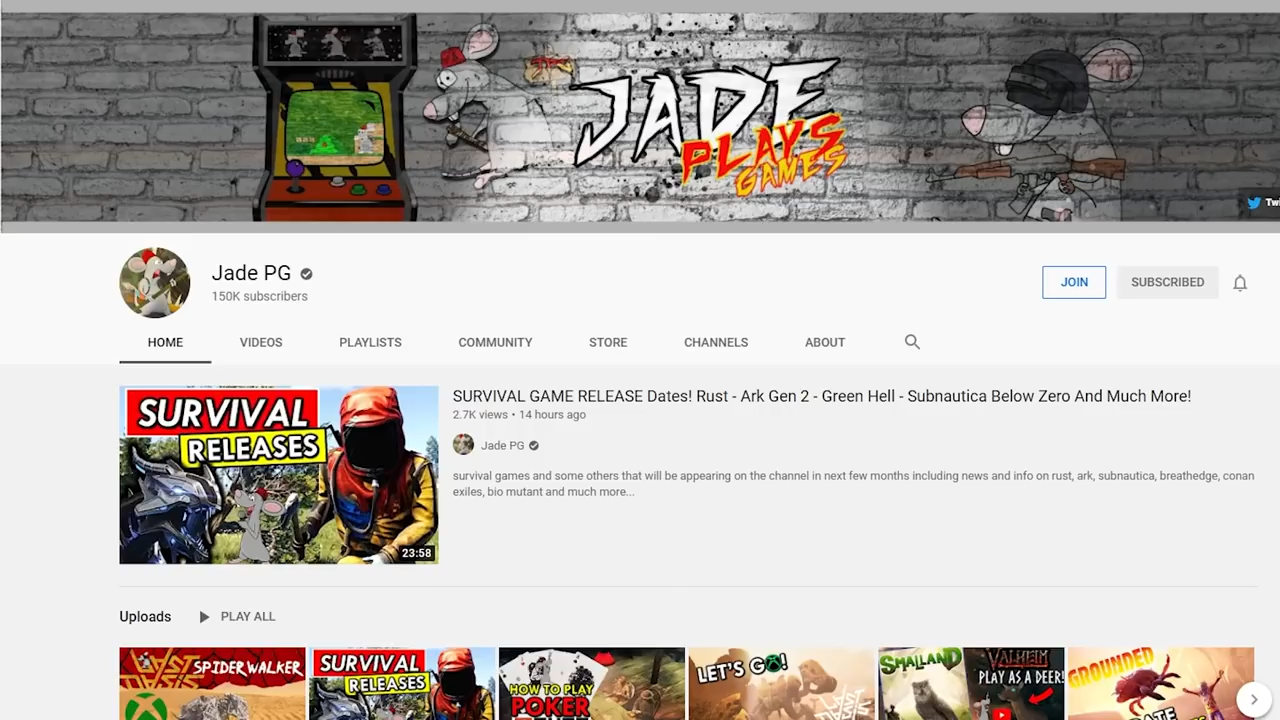 JADE
PLAYS
GAMES
Jade PG
150K subscribers
JOIN
SUBSCRIBED
HOME
VIDEOS
PLAYLISTS
COMMUNITY
STORE
CHANNELS
ABOUT
SURVIVAL
RELEASES
23:58
SURVIVAL GAME RELEASE Dates! Rust - Ark Gen 2 - Green Hell - Subnautica Below Zero And Much More!
2.7K views • 14 hours ago
Jade PG
survival games and some others that will be appearing on the channel in next few months including news and info on rust, ark, subnautica, breathedge, conan
exiles, bio mutant and much more...
Uploads
PLAY ALL
LAST OASIS
SPIDERWALKER
SURVIVAL
RELEASES
HOW TO PLAY
POKER
LET'S GO!
SMALLAND
VALHEIM
PLAY AS A DEER!
GROUNDED